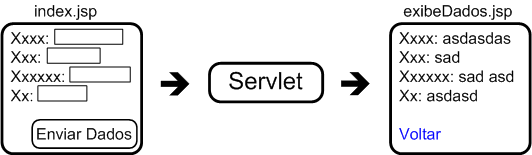 index.jsp
Xxxx:
Xxx:
Xxxxxx:
Xx:
Enviar Dados
Servlet
exibeDados.jsp
Xxxx: asdasdas
Xxx: sad
Xxxxxx: sad asd
Xx: asdasd
Voltar